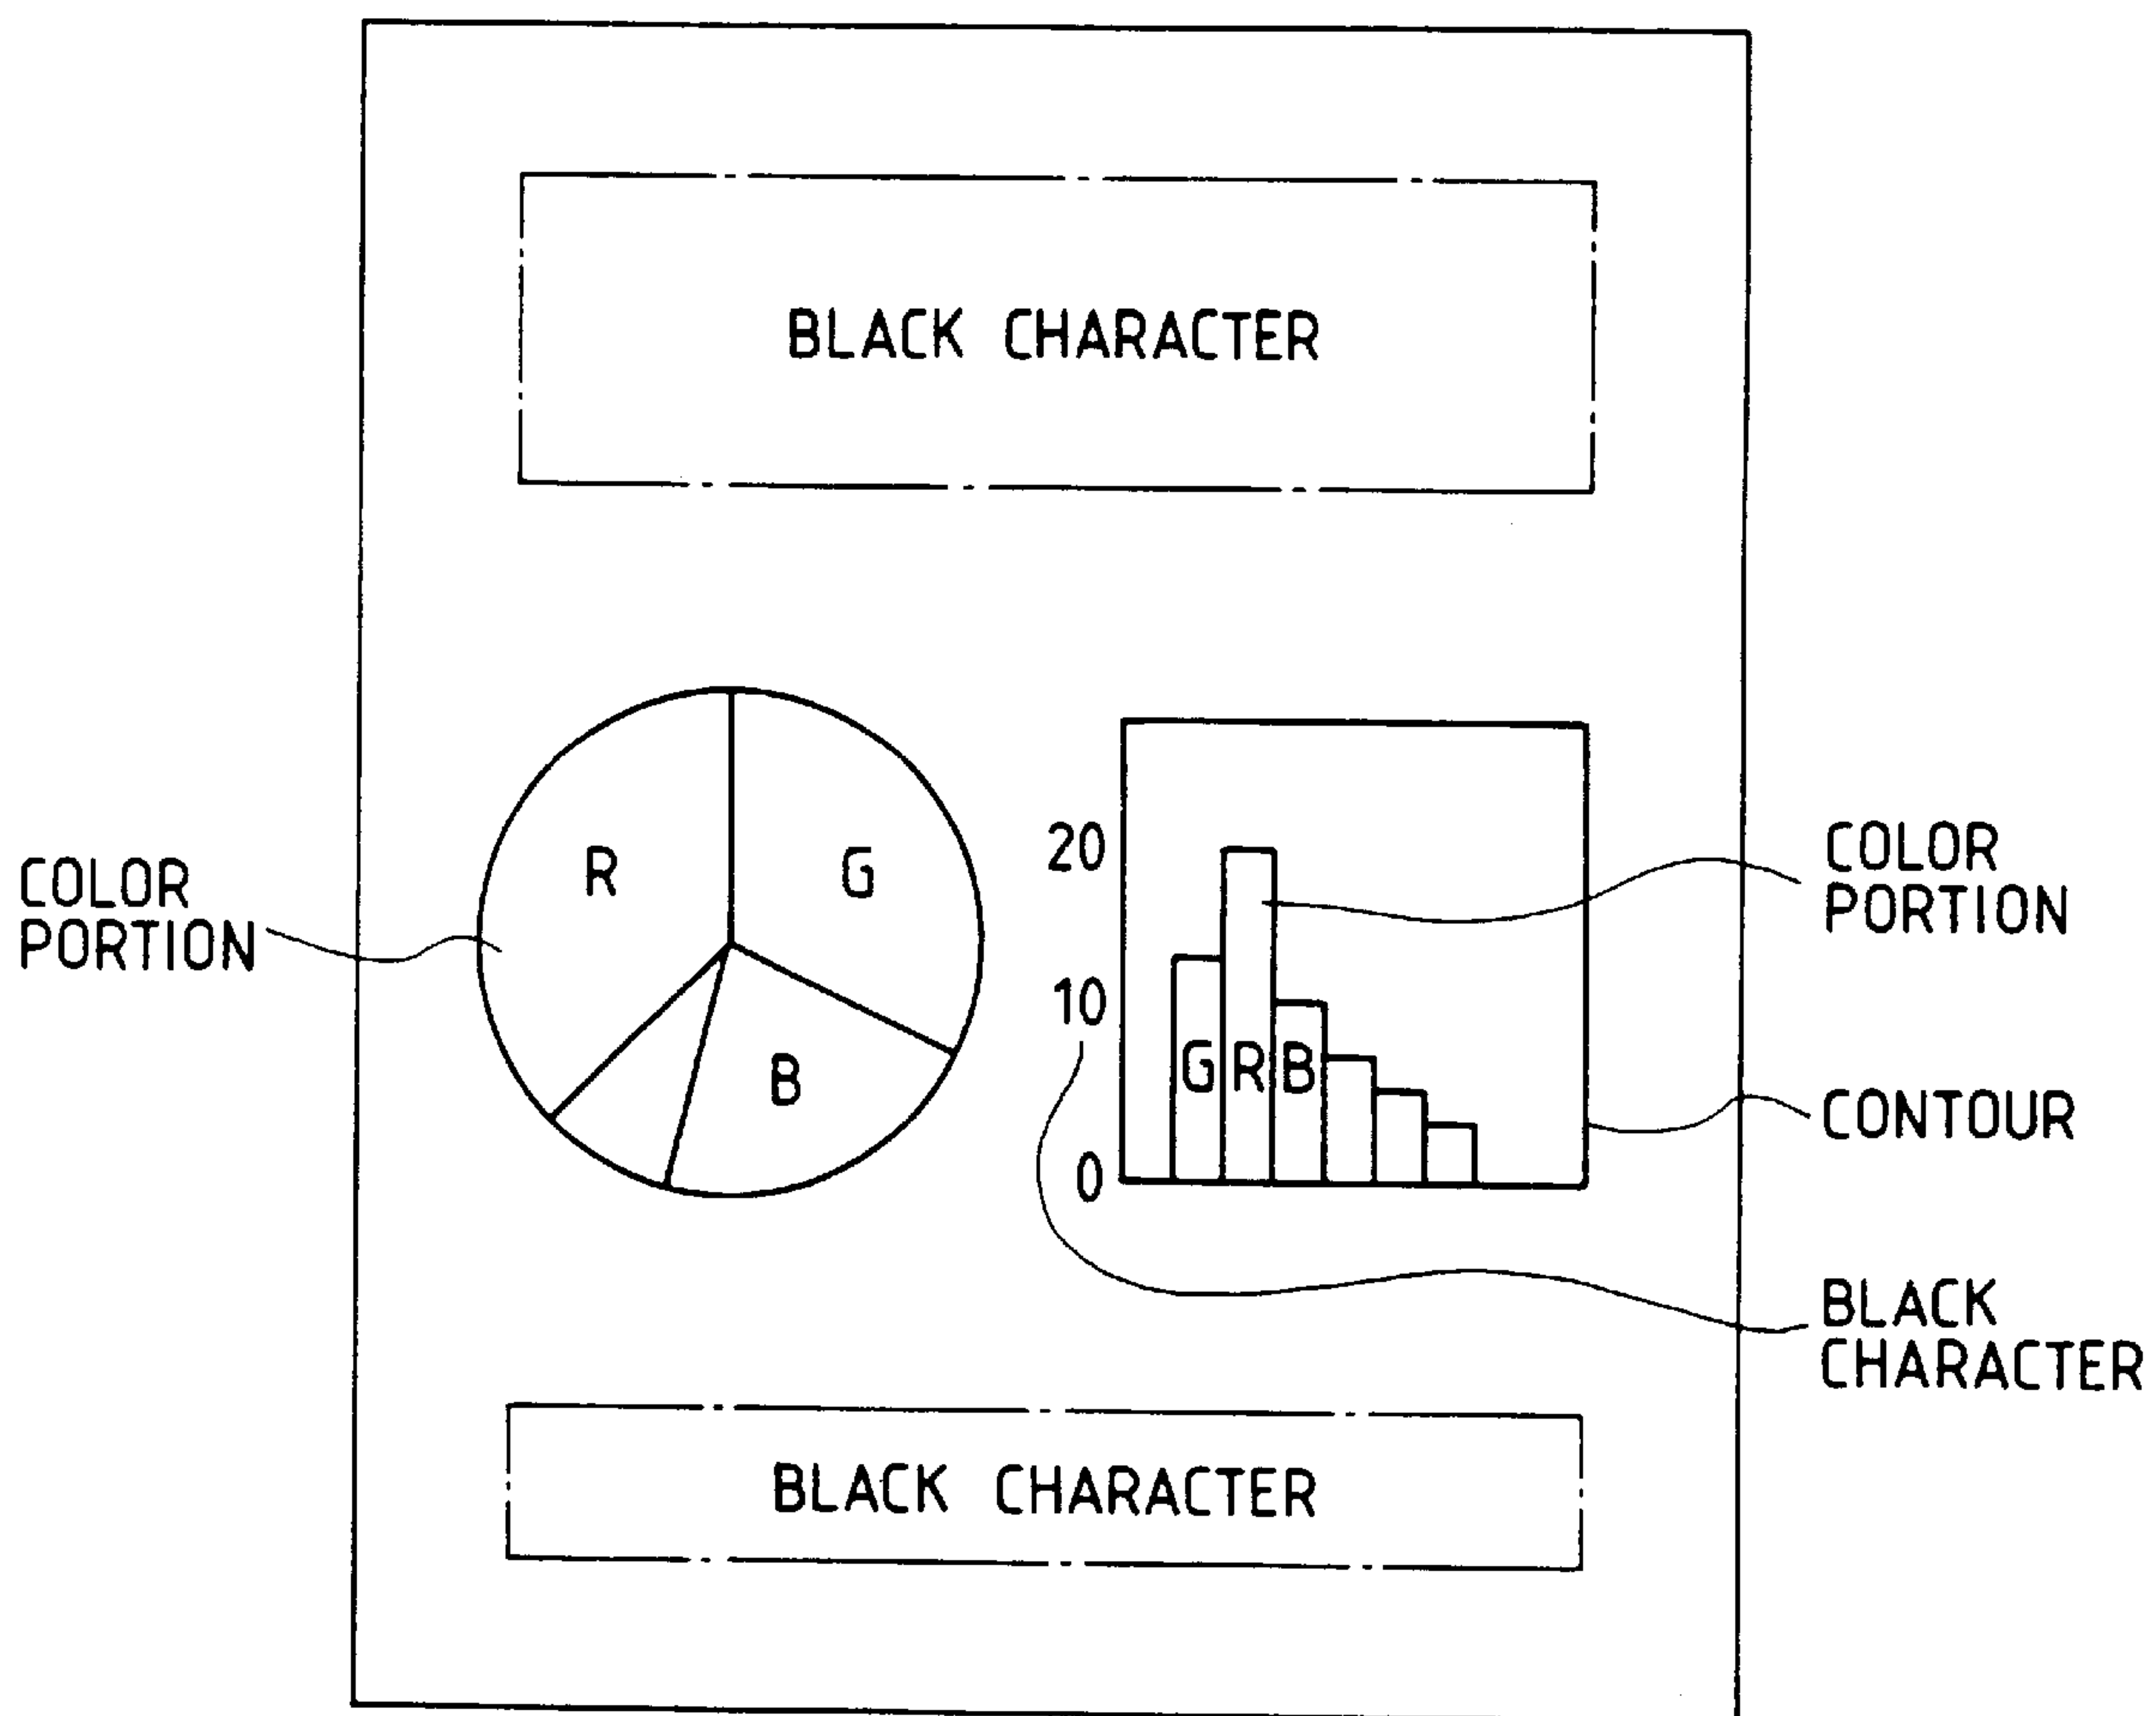 BLACK CHARACTER
R
G
B
COLOR
PORTION
20
10
0
G R B
COLOR
PORTION
CONTOUR
BLACK
CHARACTER
BLACK CHARACTER